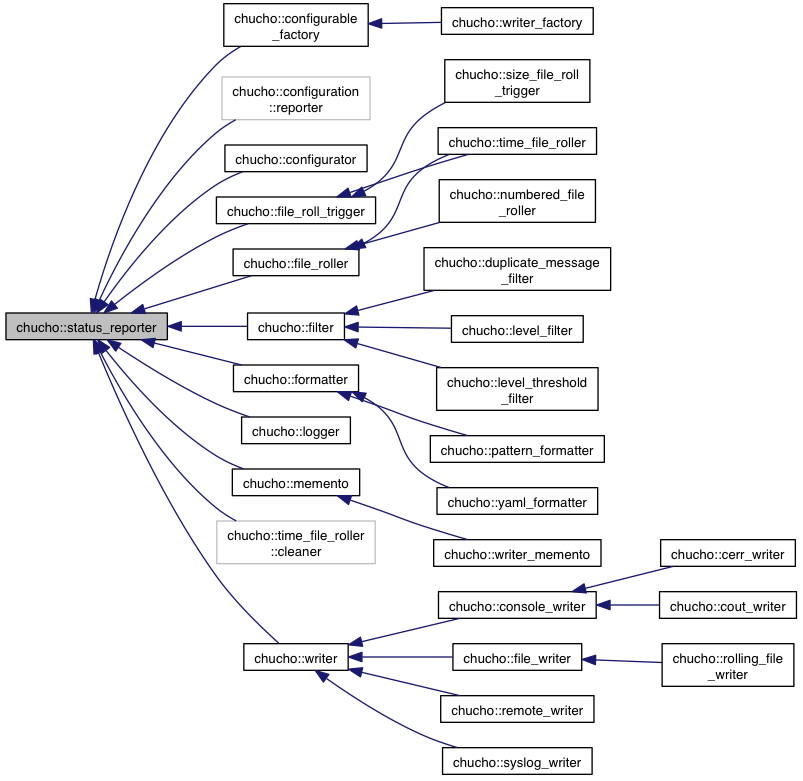 chucho::configurable
_factory
chucho::writer_factory
chucho::configuration
::reporter
chucho::size_file_roll
_trigger
chucho::configurator
chucho::time_file_roller
chucho::file_roll_trigger
chucho::numbered_file
_roller
chucho::file_roller
chucho::duplicate_message
_filter
chucho::status_reporter
chucho::filter
chucho::level_filter
chucho::formatter
chucho::level_threshold
_filter
chucho::logger
chucho::pattern_formatter
chucho::memento
chucho::yaml_formatter
chucho::time_file_roller
::cleaner
chucho::writer_memento
chucho::cerr_writer
chucho::console_writer
chucho::cout_writer
chucho::writer
chucho::file_writer
chucho::rolling_file
_writer
chucho::remote_writer
chucho::syslog_writer